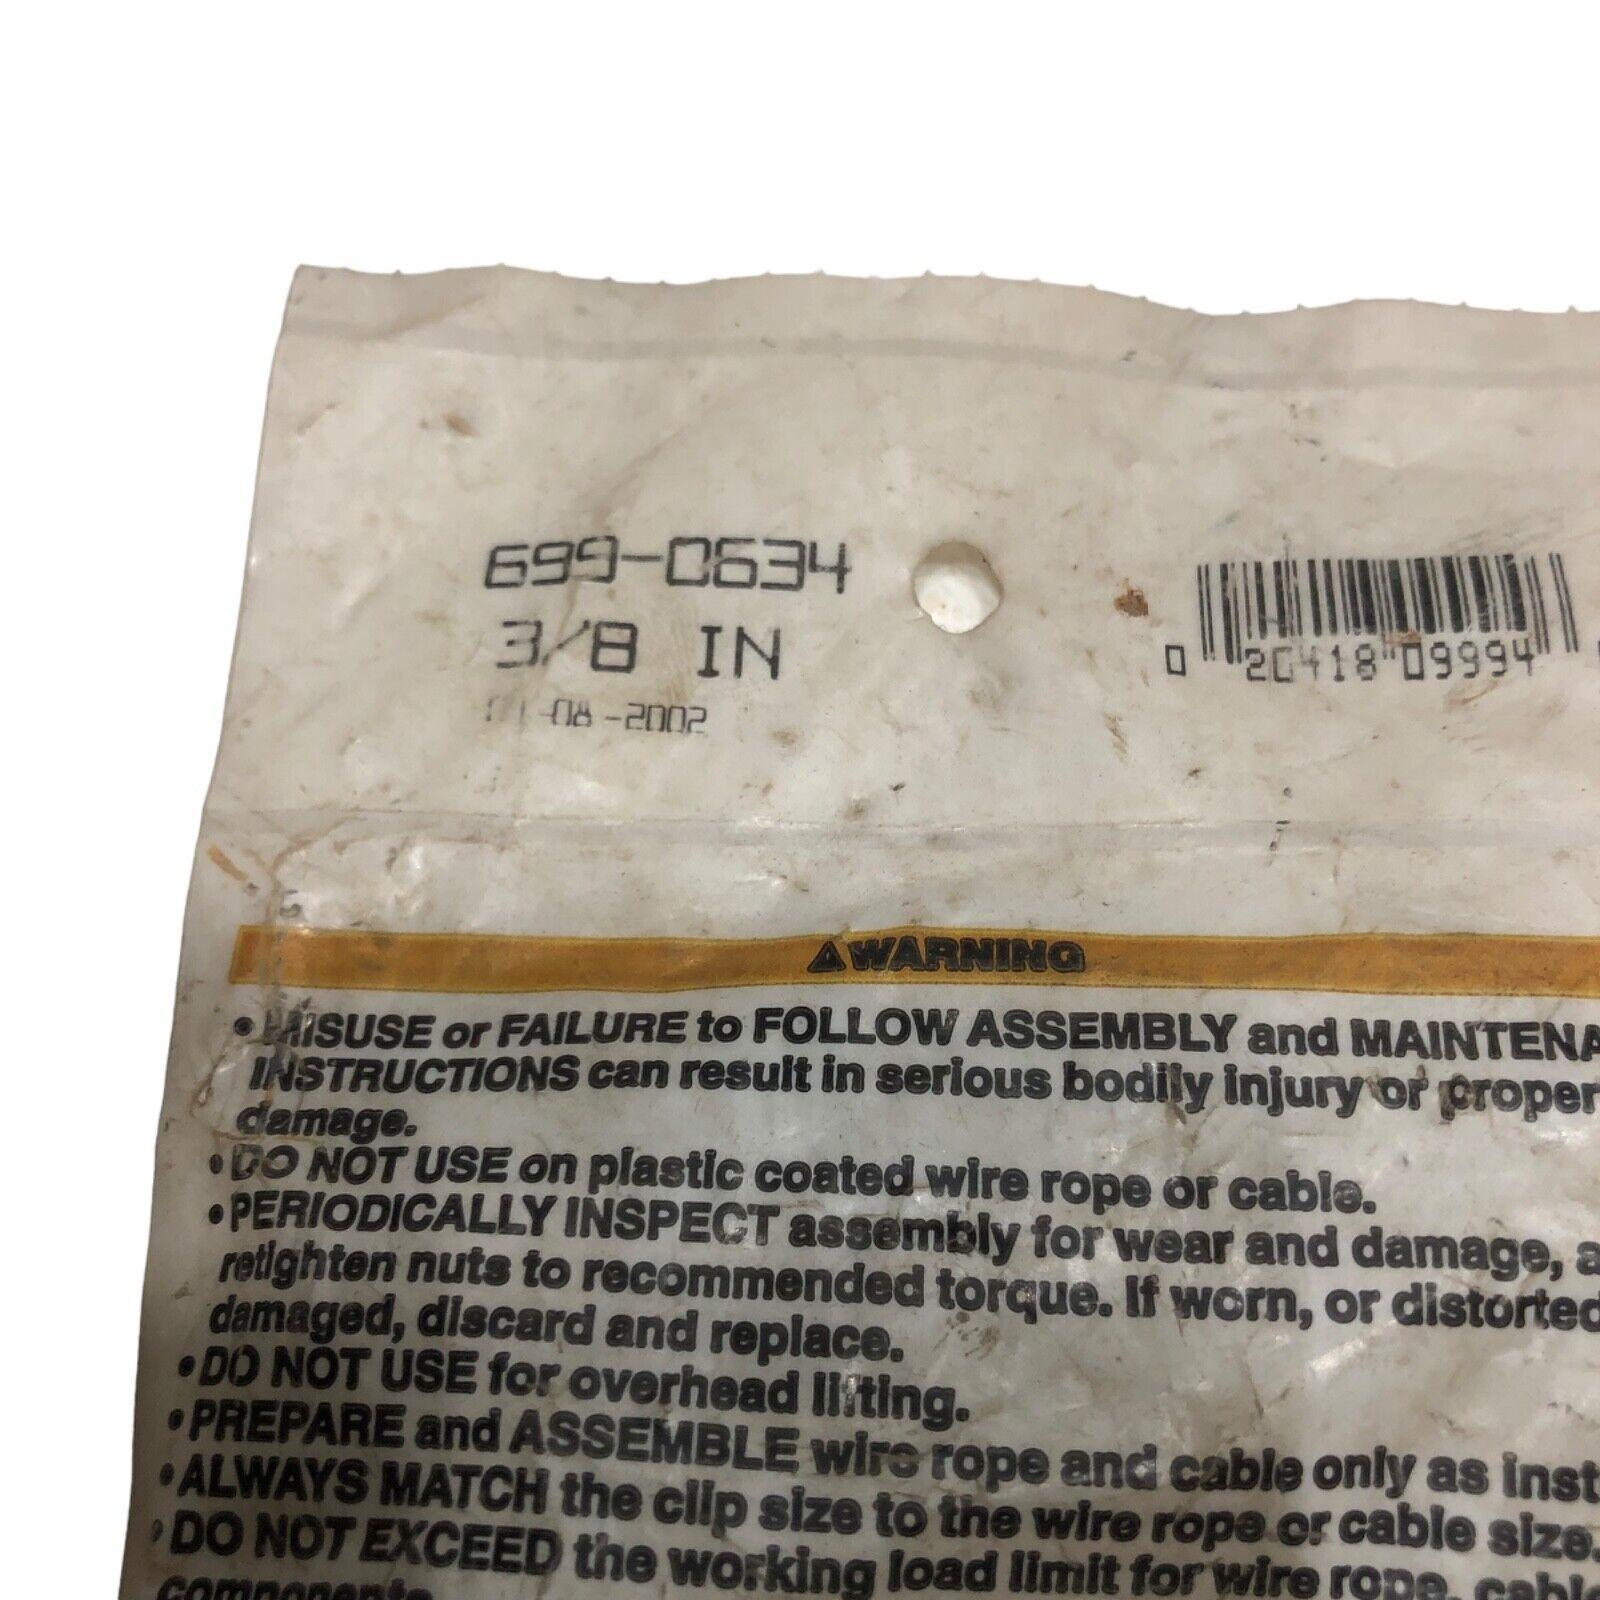 699-0634
3/8 IN
-08-2002
0 20418 09994
WARNING
• MISUSE or FAILURE to FOLLOW ASSEMBLY and MAINTENA
INSTRUCTIONS can result in serious bodily injury or proper
damage.
• DO NOT USE on plastic coated wire rope or cable.
• PERIODICALLY INSPECT assembly for wear and damage, a
retighten nuts to recommended torque. If worn, or distorted
damaged, discard and replace.
• DO NOT USE for overhead lifting.
• PREPARE and ASSEMBLE wire rope and cable only as inst
• ALWAYS MATCH the clip size to the wire rope or cable size.
• DO NOT EXCEED the working load limit for wire rope, cable
components.